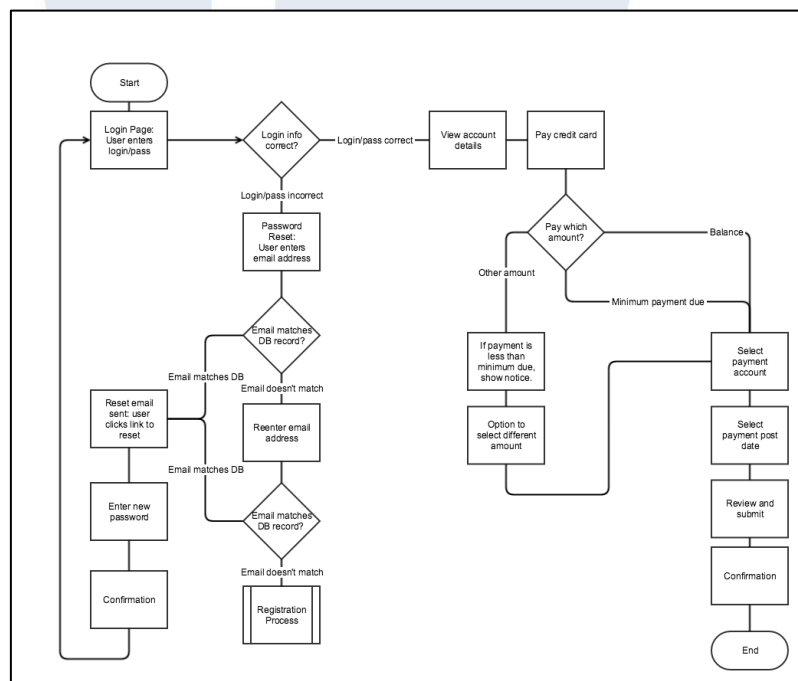 Start
Login Page:
User enters
login/pass
Login info
correct?
Login/pass correct
View account
details
Pay credit card
Login/pass incorrect
Password
Reset:
User enters
email address
Pay which
amount?
Balance
Other amount
Minimum payment due
Email matches
DB record?
If payment is
less than
minimum due,
show notice.
Select
payment
account
Email matches DB
Email doesn't match
Reset email
sent: user
clicks link to
reset
Reenter email
address
Option to
select different
amount
Select
payment post
date
Email matches DB
Enter new
password
Email matches
DB record?
Review and
submit
Email doesn't match
Confirmation
Registration
Process
Confirmation
End